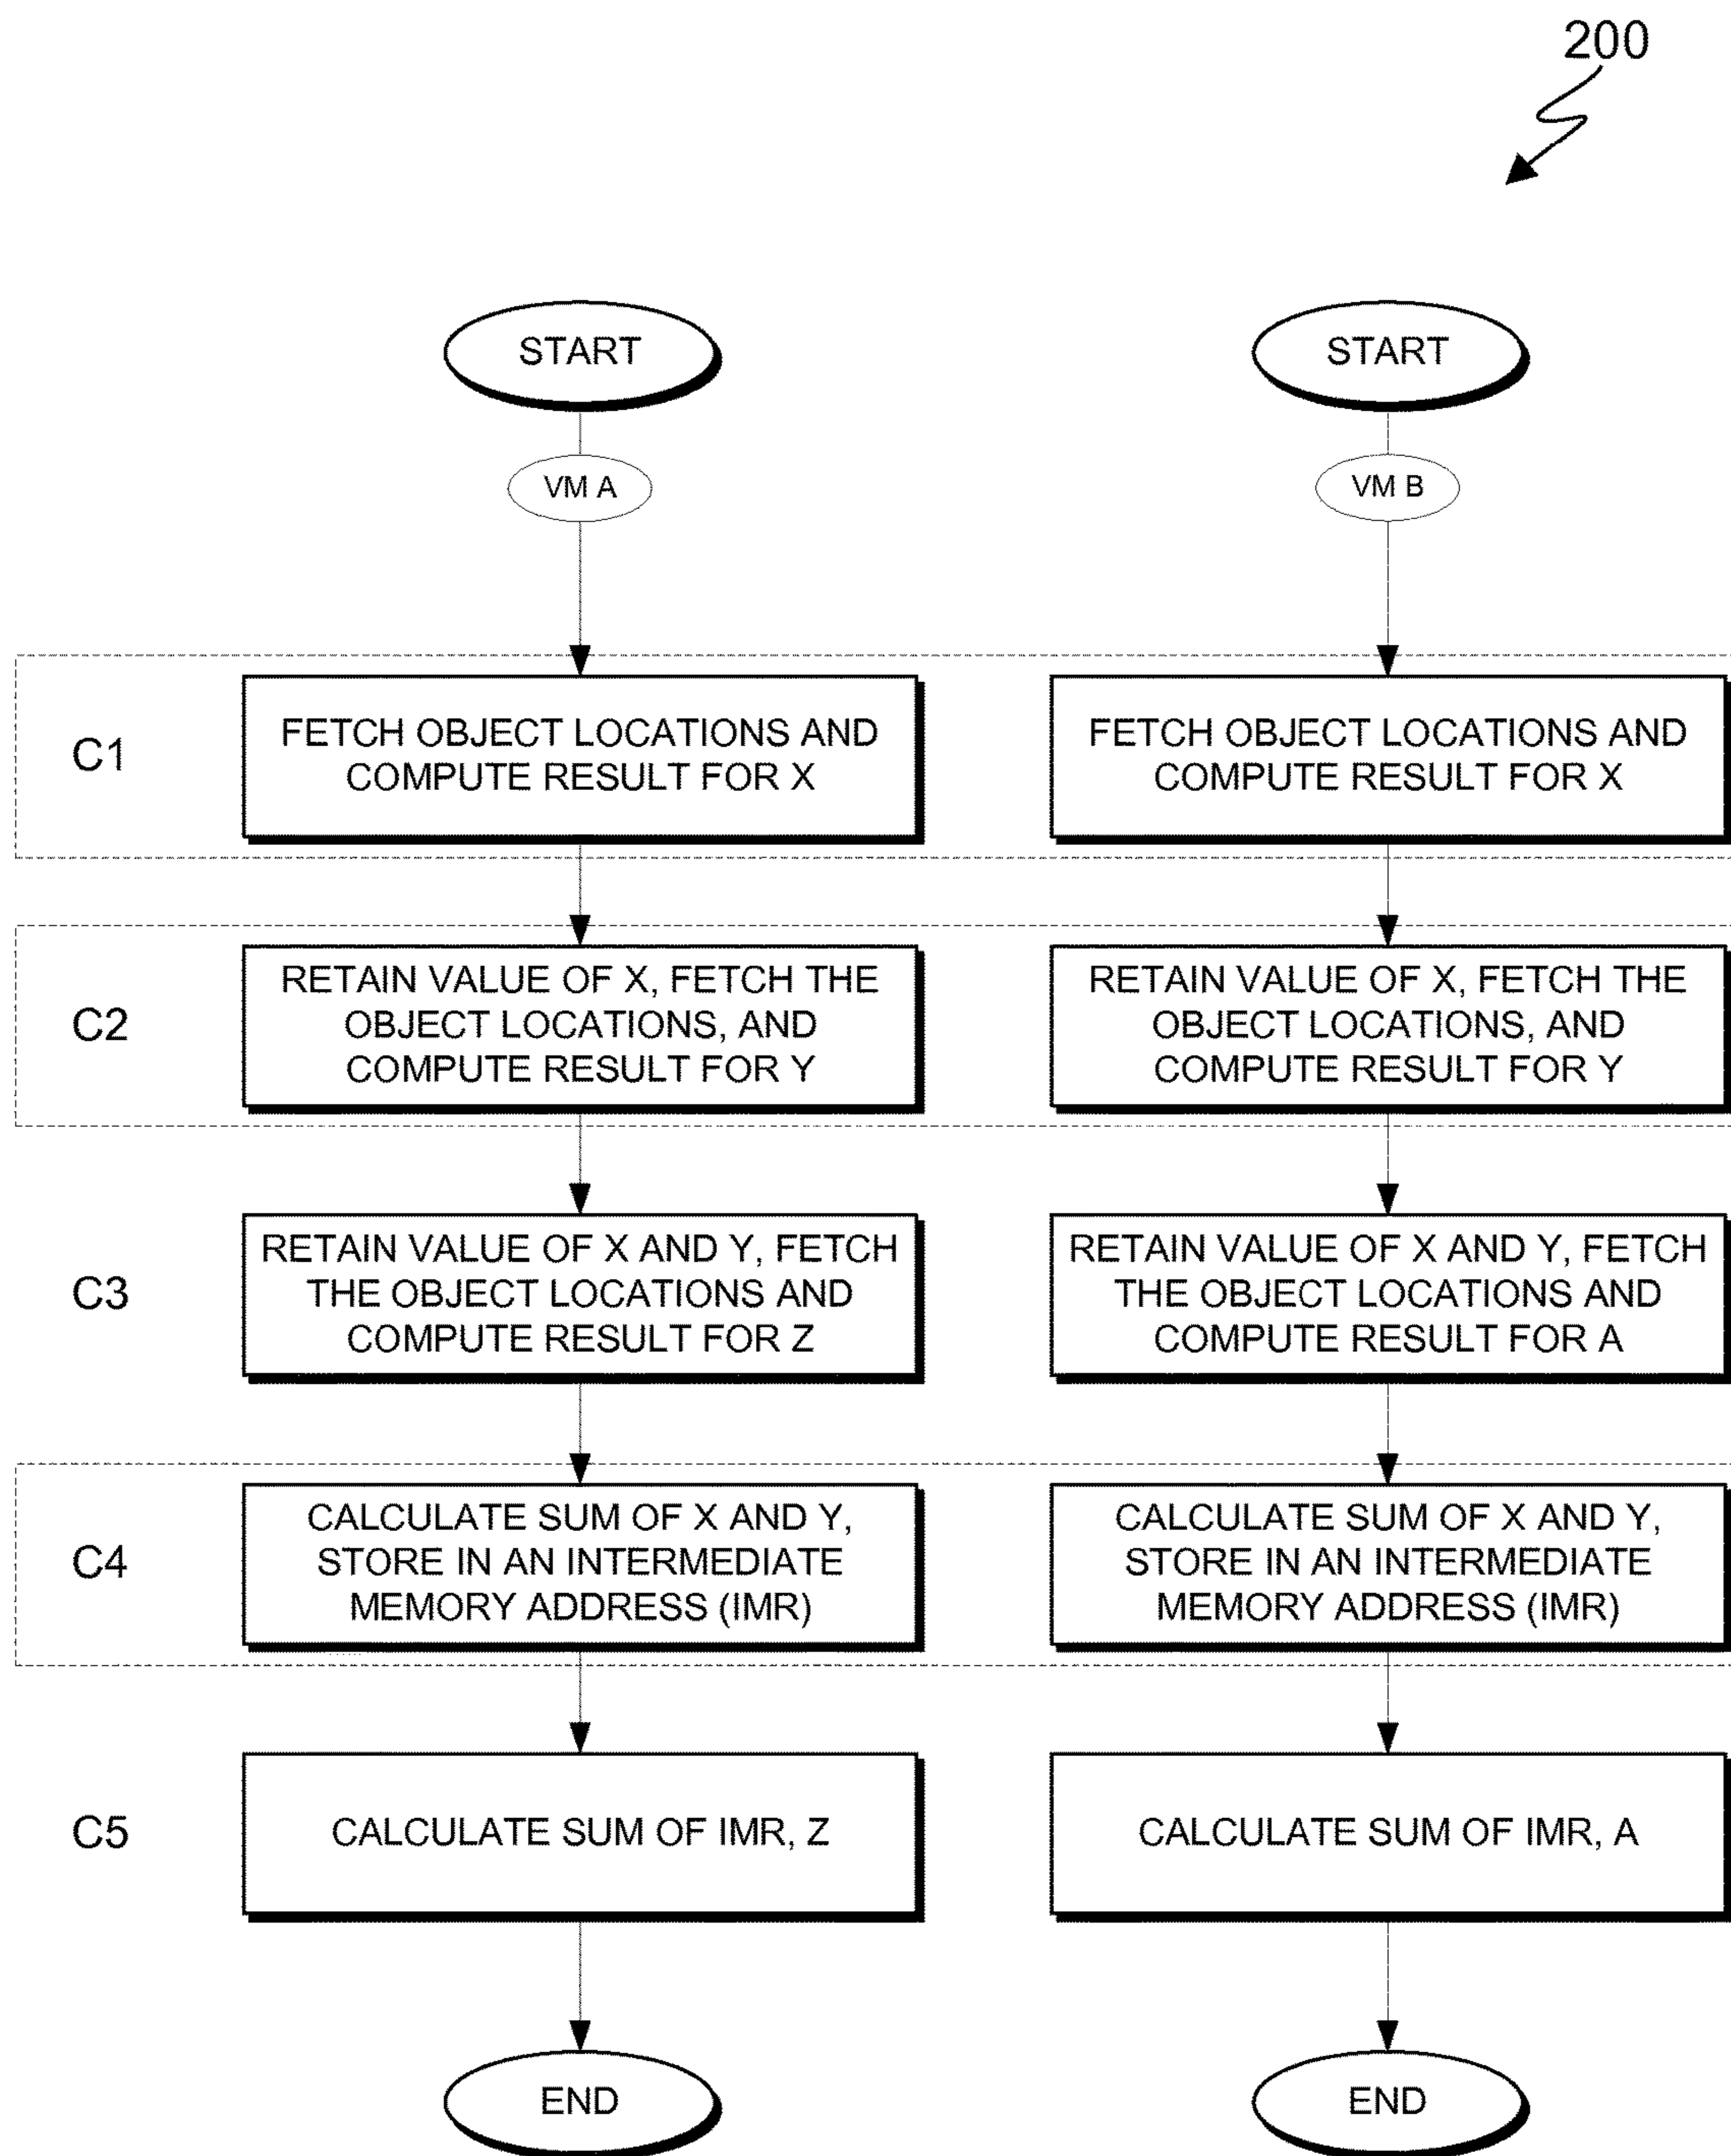 200
START
START
VM A
VM B
C1
FETCH OBJECT LOCATIONS AND
COMPUTE RESULT FOR X
FETCH OBJECT LOCATIONS AND
COMPUTE RESULT FOR X
C2
RETAIN VALUE OF X, FETCH THE
OBJECT LOCATIONS, AND
COMPUTE RESULT FOR Y
RETAIN VALUE OF X, FETCH THE
OBJECT LOCATIONS, AND
COMPUTE RESULT FOR Y
C3
RETAIN VALUE OF X AND Y, FETCH
THE OBJECT LOCATIONS AND
COMPUTE RESULT FOR Z
RETAIN VALUE OF X AND Y, FETCH
THE OBJECT LOCATIONS AND
COMPUTE RESULT FOR A
C4
CALCULATE SUM OF X AND Y,
STORE IN AN INTERMEDIATE
MEMORY ADDRESS (IMR)
CALCULATE SUM OF X AND Y,
STORE IN AN INTERMEDIATE
MEMORY ADDRESS (IMR)
C5
CALCULATE SUM OF IMR, Z
CALCULATE SUM OF IMR, A
END
END